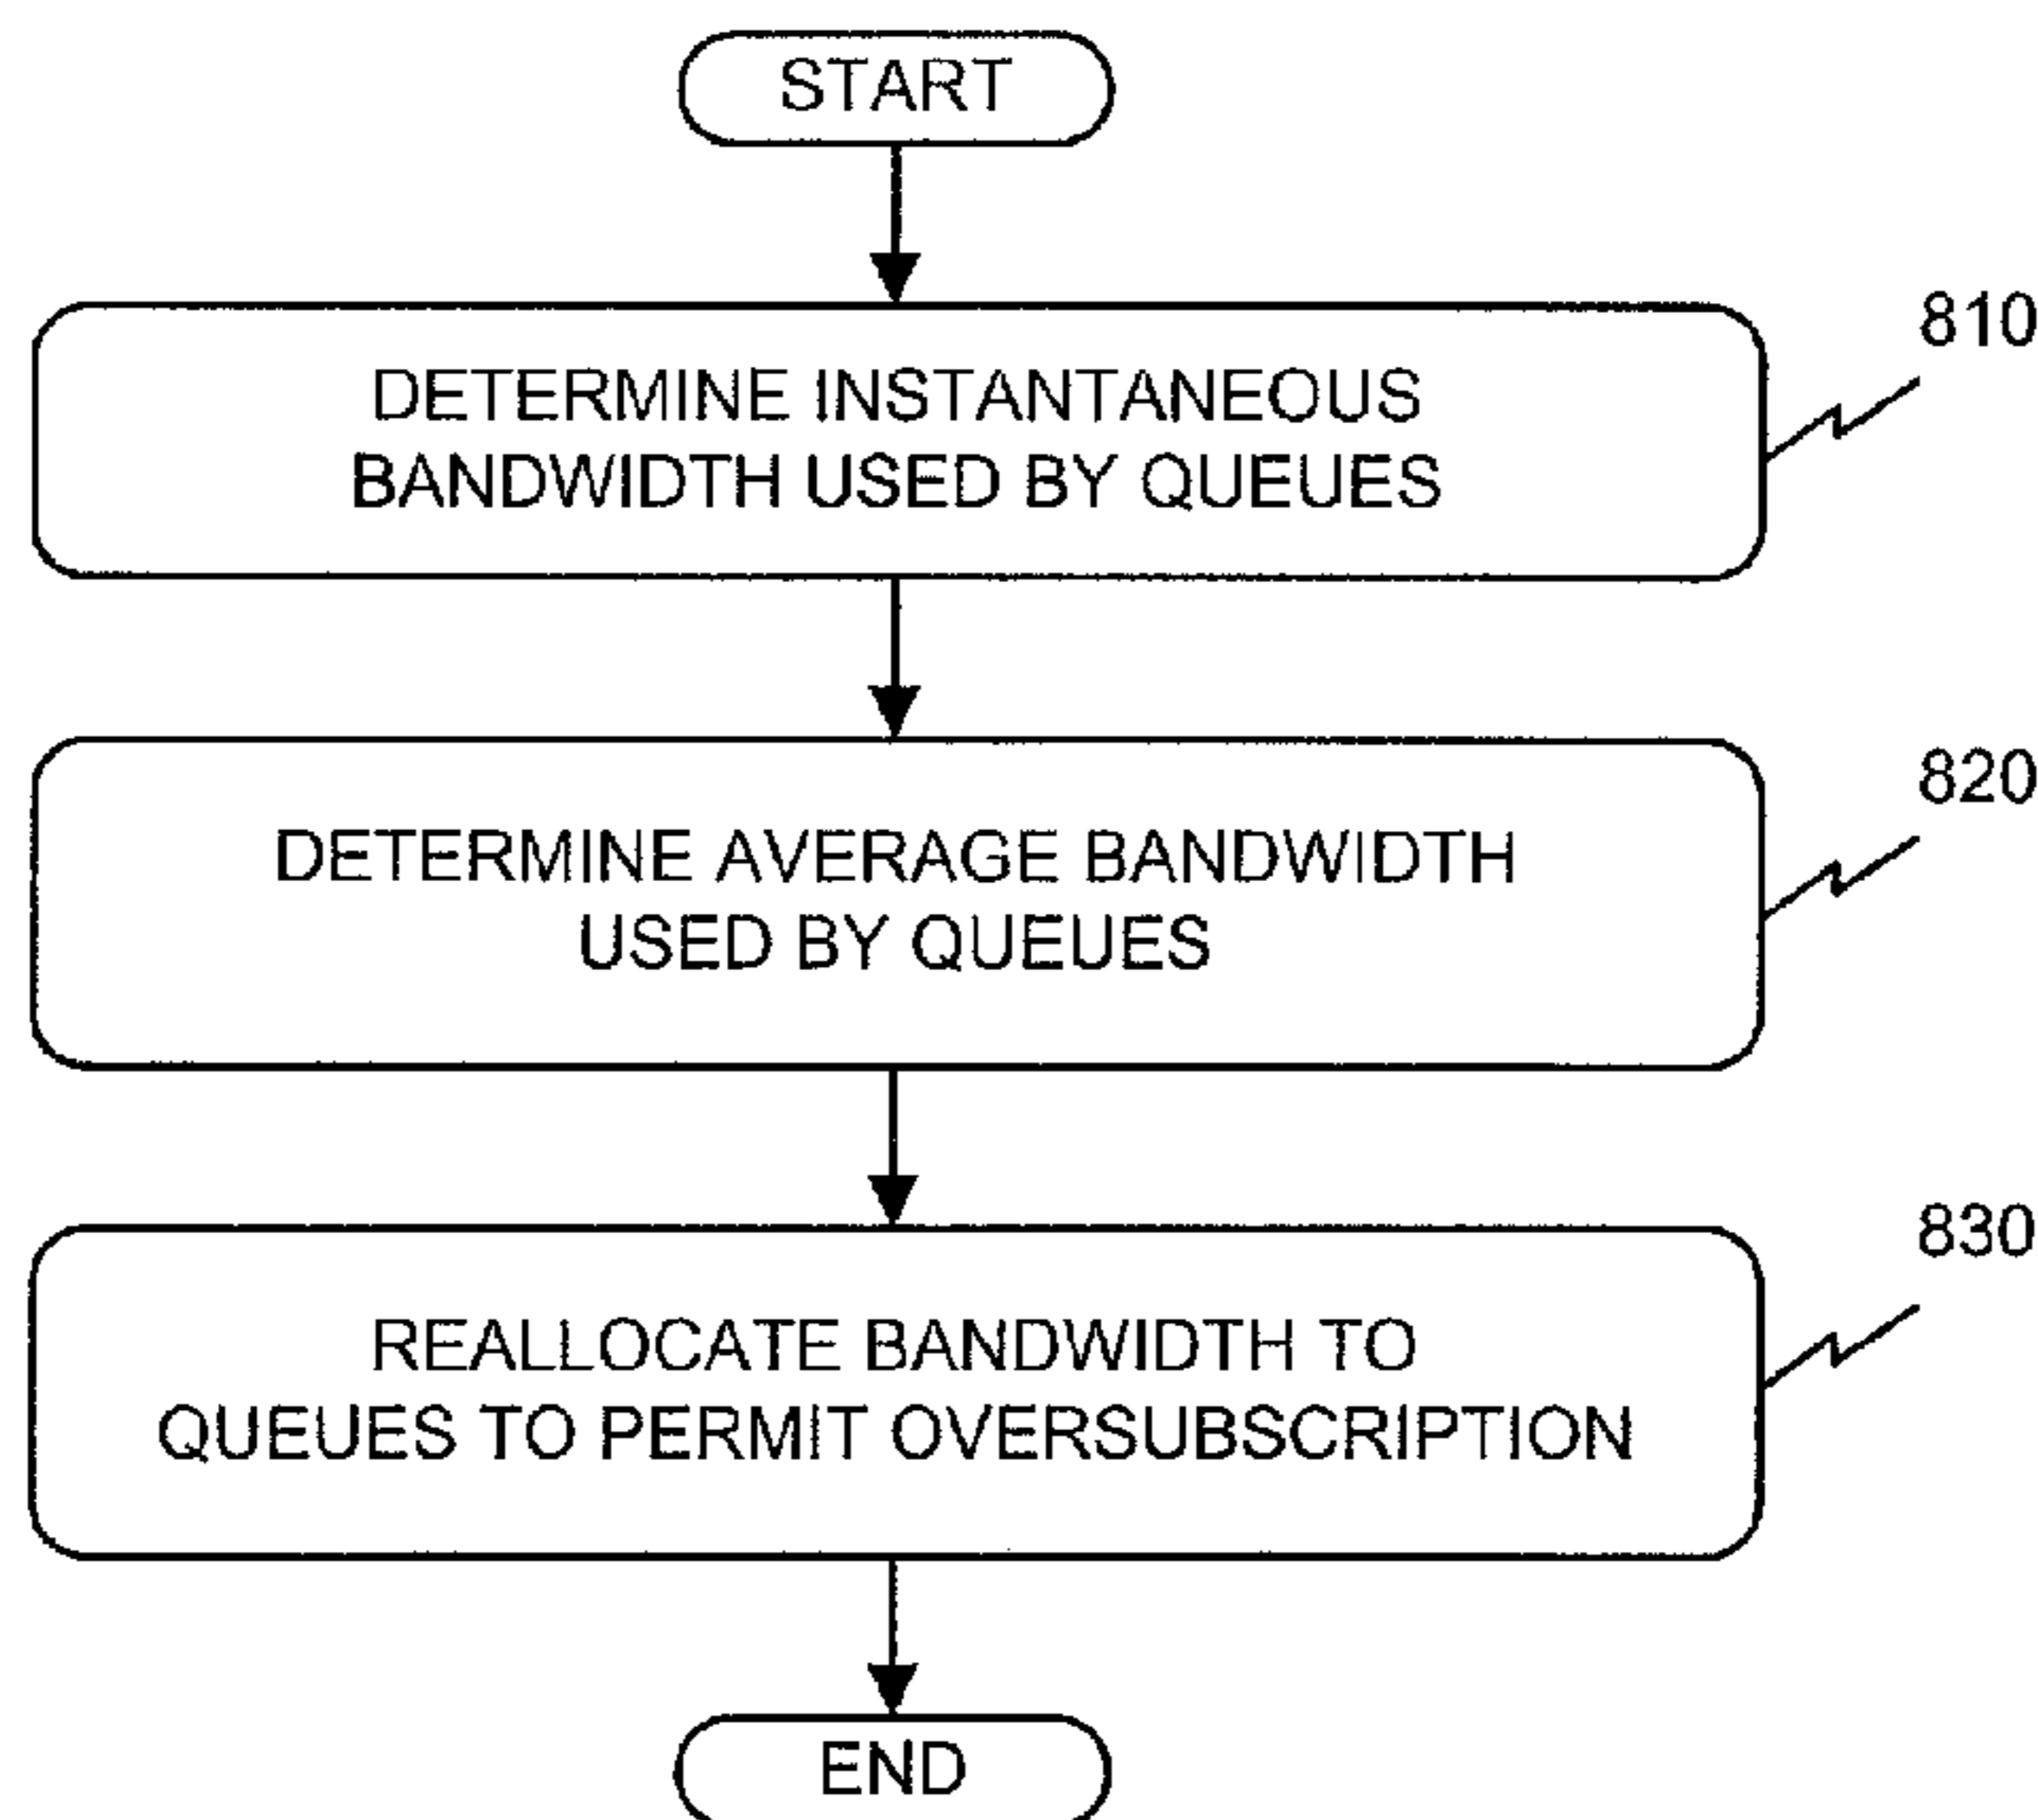 START
810
DETERMINE INSTANTANEOUS
BANDWIDTH USED BY QUEUES
820
DETERMINE AVERAGE BANDWIDTH
USED BY QUEUES
830
REALLOCATE BANDWIDTH TO
QUEUES TO PERMIT OVERSUBSCRIPTION
END